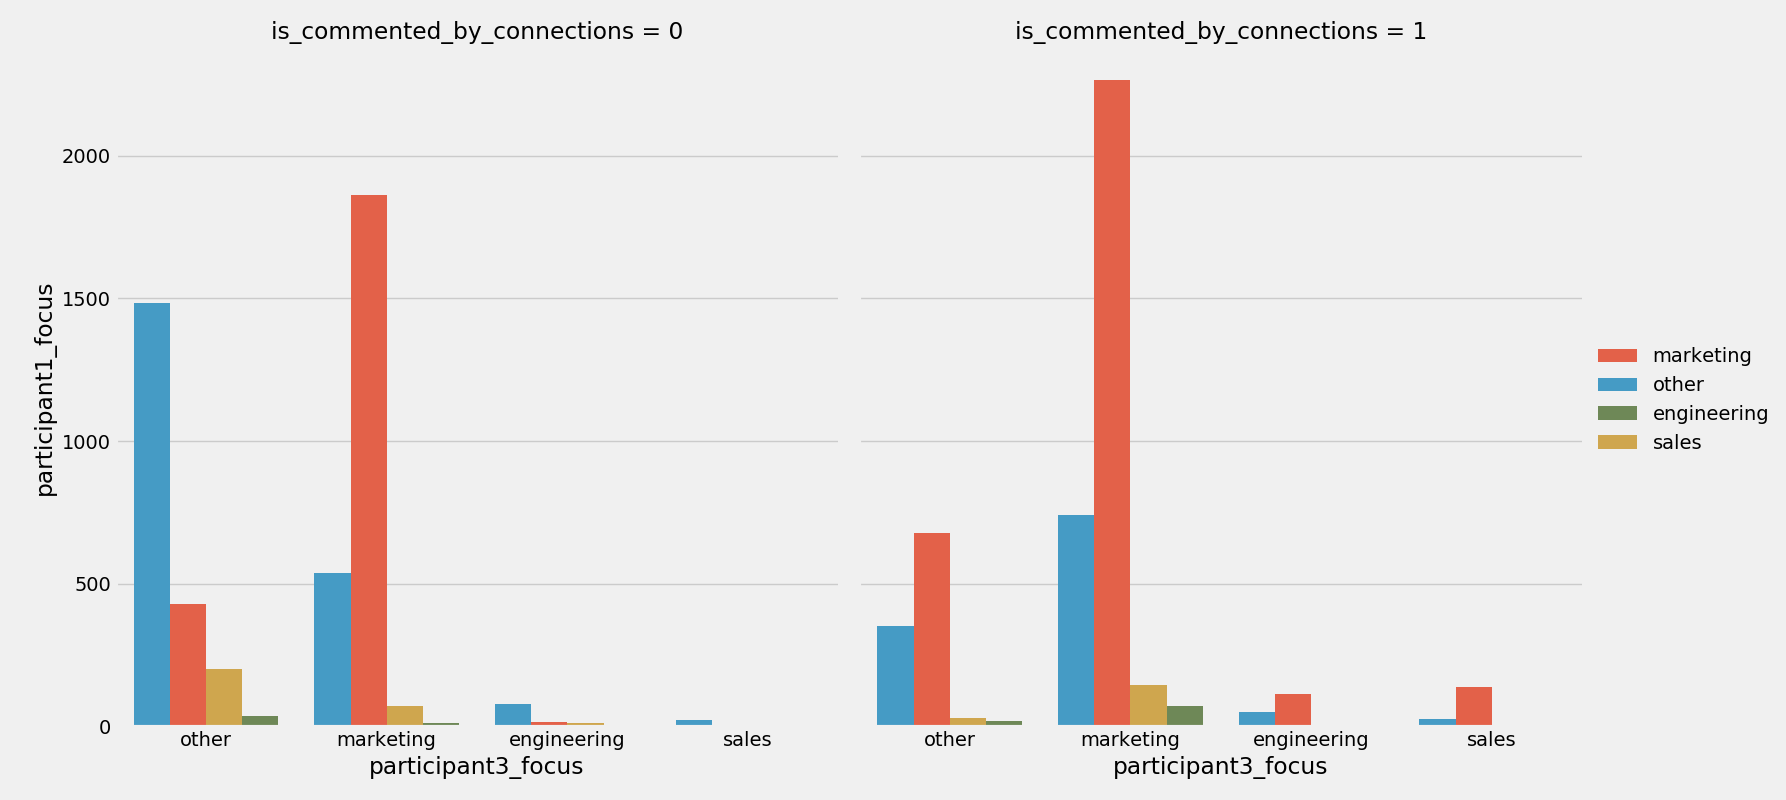 is_commented_by_connections = 0
is_commented_by_connections = 1
participant1_focus
2000
1500
1000
500
0
other marketing engineering sales
participant3_focus
other marketing engineering sales
participant3_focus
marketing
other
engineering
sales